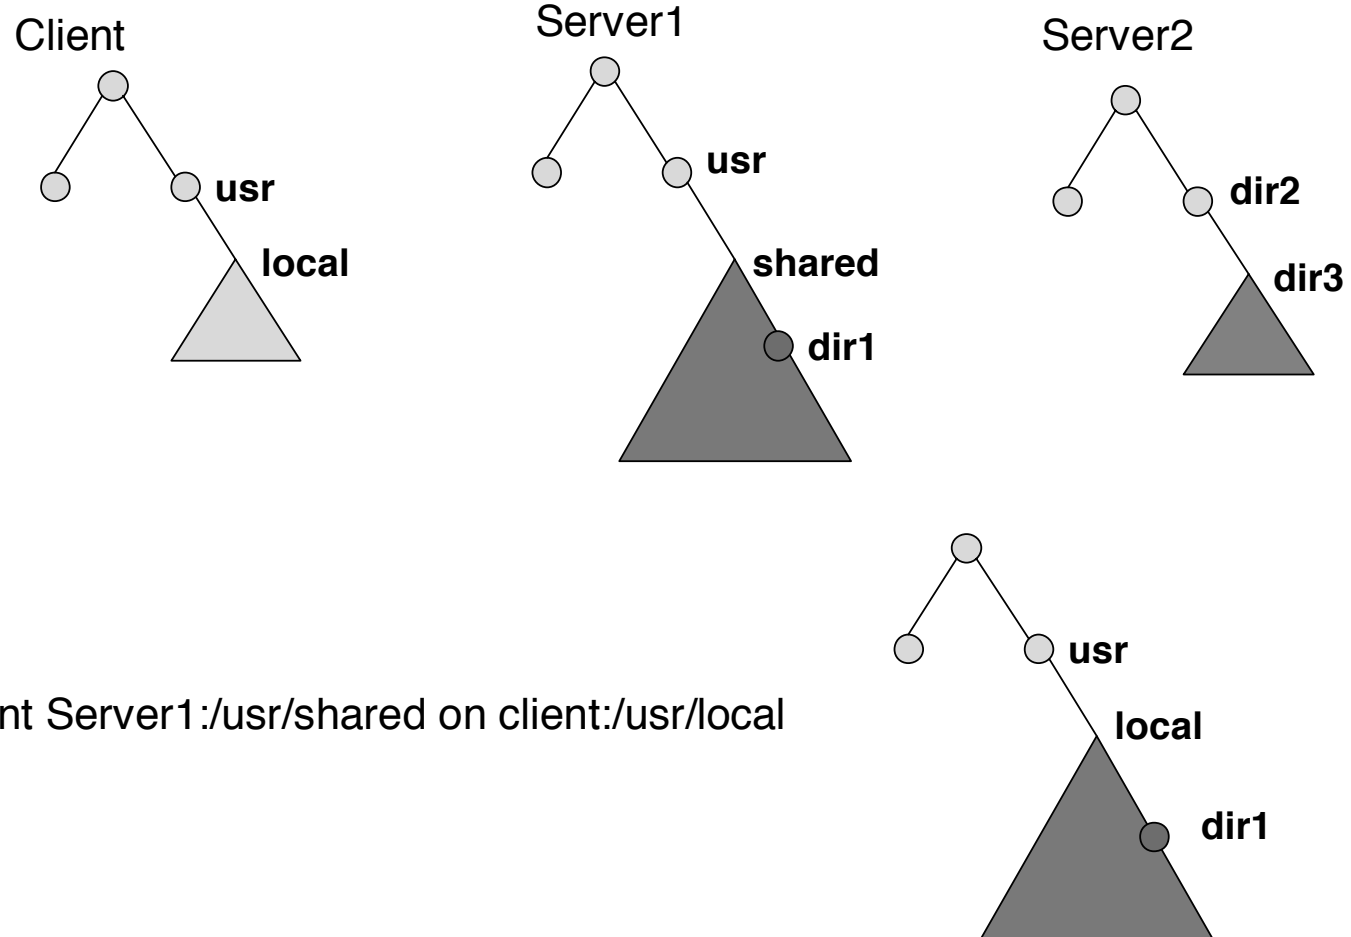 Client
Server1
Server2
usr
local
usr
shared
dir1
dir2
dir3
nt Server1:/usr/shared on client:/usr/local
usr
local
dir1